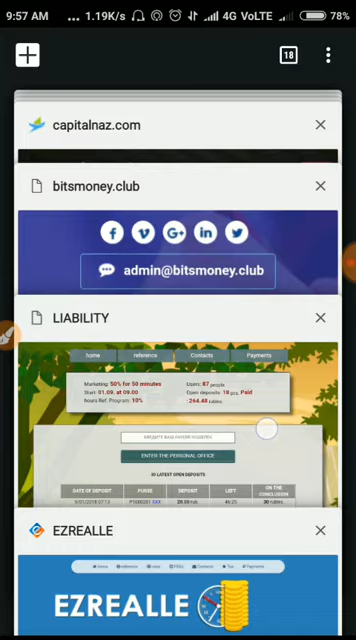 9:57 AM ... 1.19K/s 4G VoLTE 78%
18
capitalnaz.com
bitsmoney.club
admin@bitsmoney.club
LIABILITY
home reference Contacts Payments
Marketing: 50% for 50 minutes Users: 87 people
Start: 01.09. at 09.00 Open deposits: 18 pcs. Paid
hours Ref. Program: 10% : 264.48 rubles
ENTER THE PERSONAL OFFICE
30 LATEST OPEN DEPOSITS
DATE OF DEPOSIT PURSE DEPOSIT LEFT ON THE CONCLUSION
EZREALLE
EZREALLE